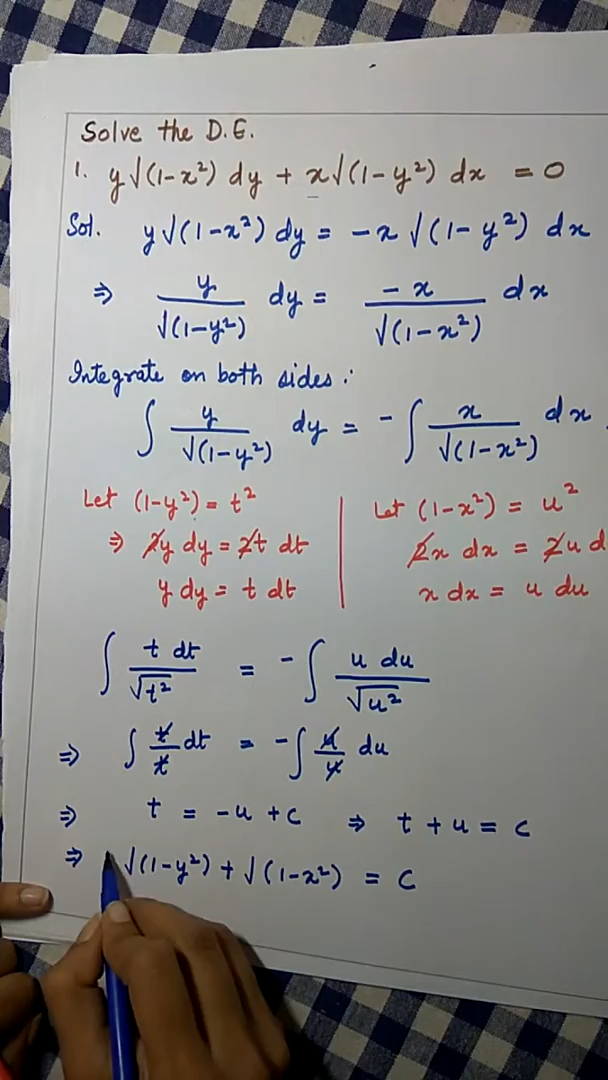 Solve the D.E.
1. y√(1-x²) dy + x√(1-y²) dx = 0
Sol. y√(1-x²) dy = -x √(1-y²) dx
⇒ y/√(1-y²) dy = -x/√(1-x²) dx
Integrate on both sides:
∫ y/√(1-y²) dy = -∫ x/√(1-x²) dx.
Let (1-y²) = t² | Let (1-x²) = u²
⇒ 2y dy = 2t dt | 2x dx = 2u d
y dy = t dt | x dx = u du
∫ t dt/√t² = -∫ u du/√u²
⇒ ∫ t/t dt = -∫ u/u du
⇒ t = -u + c ⇒ t + u = c
⇒ √(1-y²) + √(1-x²) = c